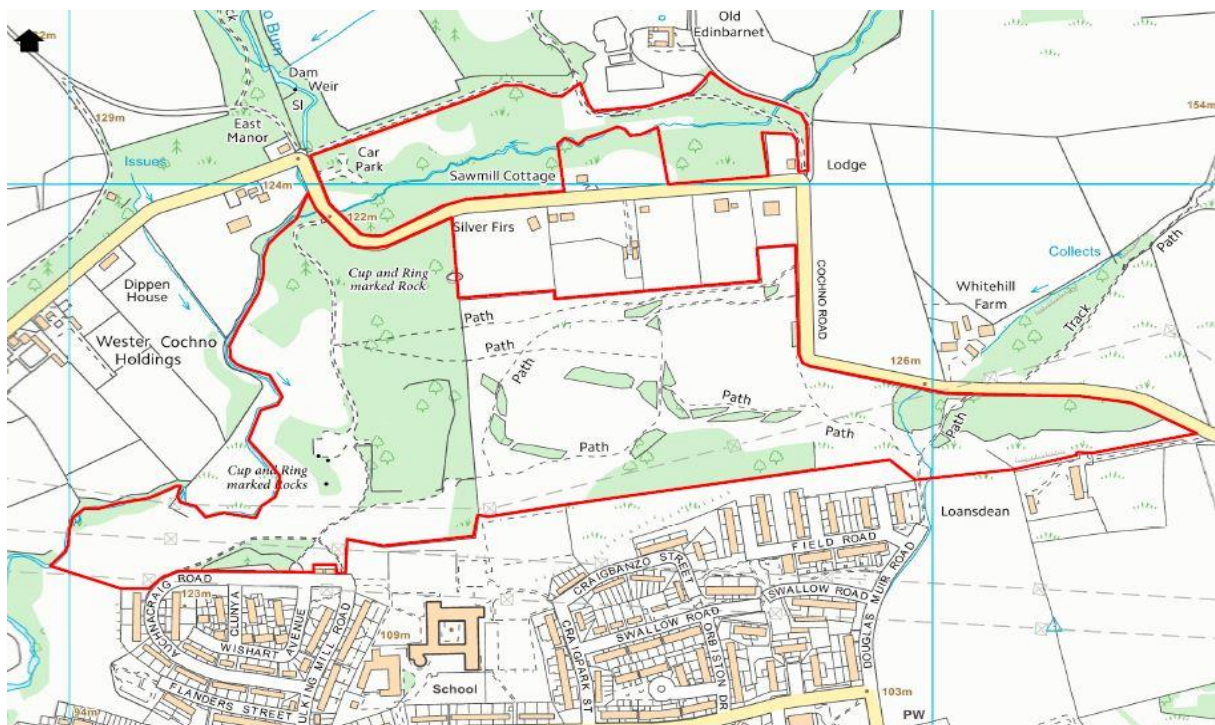 Old
Edinbarnet
Burn
Dam
Weir
SI
129m
East
Manor
154m
Issues
Car
Park
Lodge
Sawmill Cottage
124m
122m
Silver Firs
Cup and Ring
marked Rock
COCHNO ROAD
Collects
Path
Dippen
House
Whitehill
Farm
Track
Path
Wester Cochno
Holdings
Path
Path
126m
Path
Path
Path
Path
Cup and Ring
marked Rocks
Loansdean
FIELD ROAD
CRAIGBANZO STREET
AUCHNACRAIG ROAD
123m
CLUNY A
AVENUE
SWALLOW ROAD
DOUGLAS MUIR ROAD
WISHART
ULKING MILL ROAD
109m
SWALLOW ROAD
CRAIGPARK ST
ORBISTON DR
FLANDERS STREET
School
103m
94m
PW